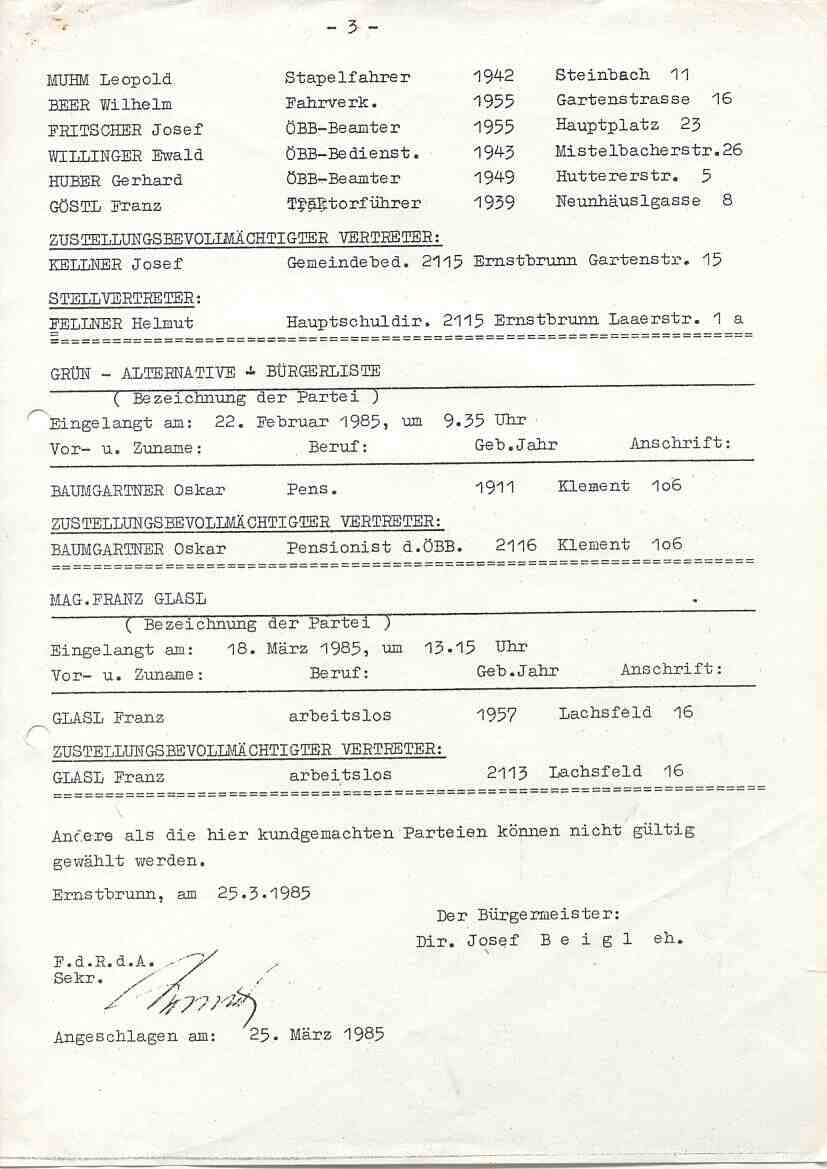 - 3 -
MUHM Leopold Stapelfahrer 1942 Steinbach 11
BEER Wilhelm Fahrverk. 1955 Gartenstrasse 16
FRITSCHER Josef ÖBB-Beamter 1955 Hauptplatz 23
WILLINGER Ewald ÖBB-Bedienst. 1943 Mistelbacherstr.26
HUBER Gerhard ÖBB-Beamter 1949 Huttererstr. 5
GÖSTL Franz Traktorführer 1939 Neunhäuslgasse 8
ZUSTELLUNGSBEVOLLMÄCHTIGTER VERTRETER:
KELLNER Josef Gemeindebed. 2115 Ernstbrunn Gartenstr. 15
STELLVERTRETER:
FELLNER Helmut Hauptschuldir. 2115 Ernstbrunn Laaerstr. 1 a
GRÜN - ALTERNATIVE + BÜRGERLISTE
( Bezeichnung der Partei )
Eingelangt am: 22. Februar 1985, um 9.35 Uhr
Vor- u. Zuname: Beruf: Geb.Jahr Anschrift:
BAUMGARTNER Oskar Pens. 1911 Klement 1o6
ZUSTELLUNGSBEVOLLMÄCHTIGTER VERTRETER:
BAUMGARTNER Oskar Pensionist d.ÖBB. 2116 Klement 1o6
MAG.FRANZ GLASL
( Bezeichnung der Partei )
Eingelangt am: 18. März 1985, um 13.15 Uhr
Vor- u. Zuname: Beruf: Geb.Jahr Anschrift:
GLASL Franz arbeitslos 1957 Lachsfeld 16
ZUSTELLUNGSBEVOLLMÄCHTIGTER VERTRETER:
GLASL Franz arbeitslos 2113 Lachsfeld 16
Andere als die hier kundgemachten Parteien können nicht gültig
gewählt werden.
Ernstbrunn, am 25.3.1985
Der Bürgermeister:
Dir. Josef B e i g l eh.
F.d.R.d.A.
Sekr.
Angeschlagen am: 25. März 1985